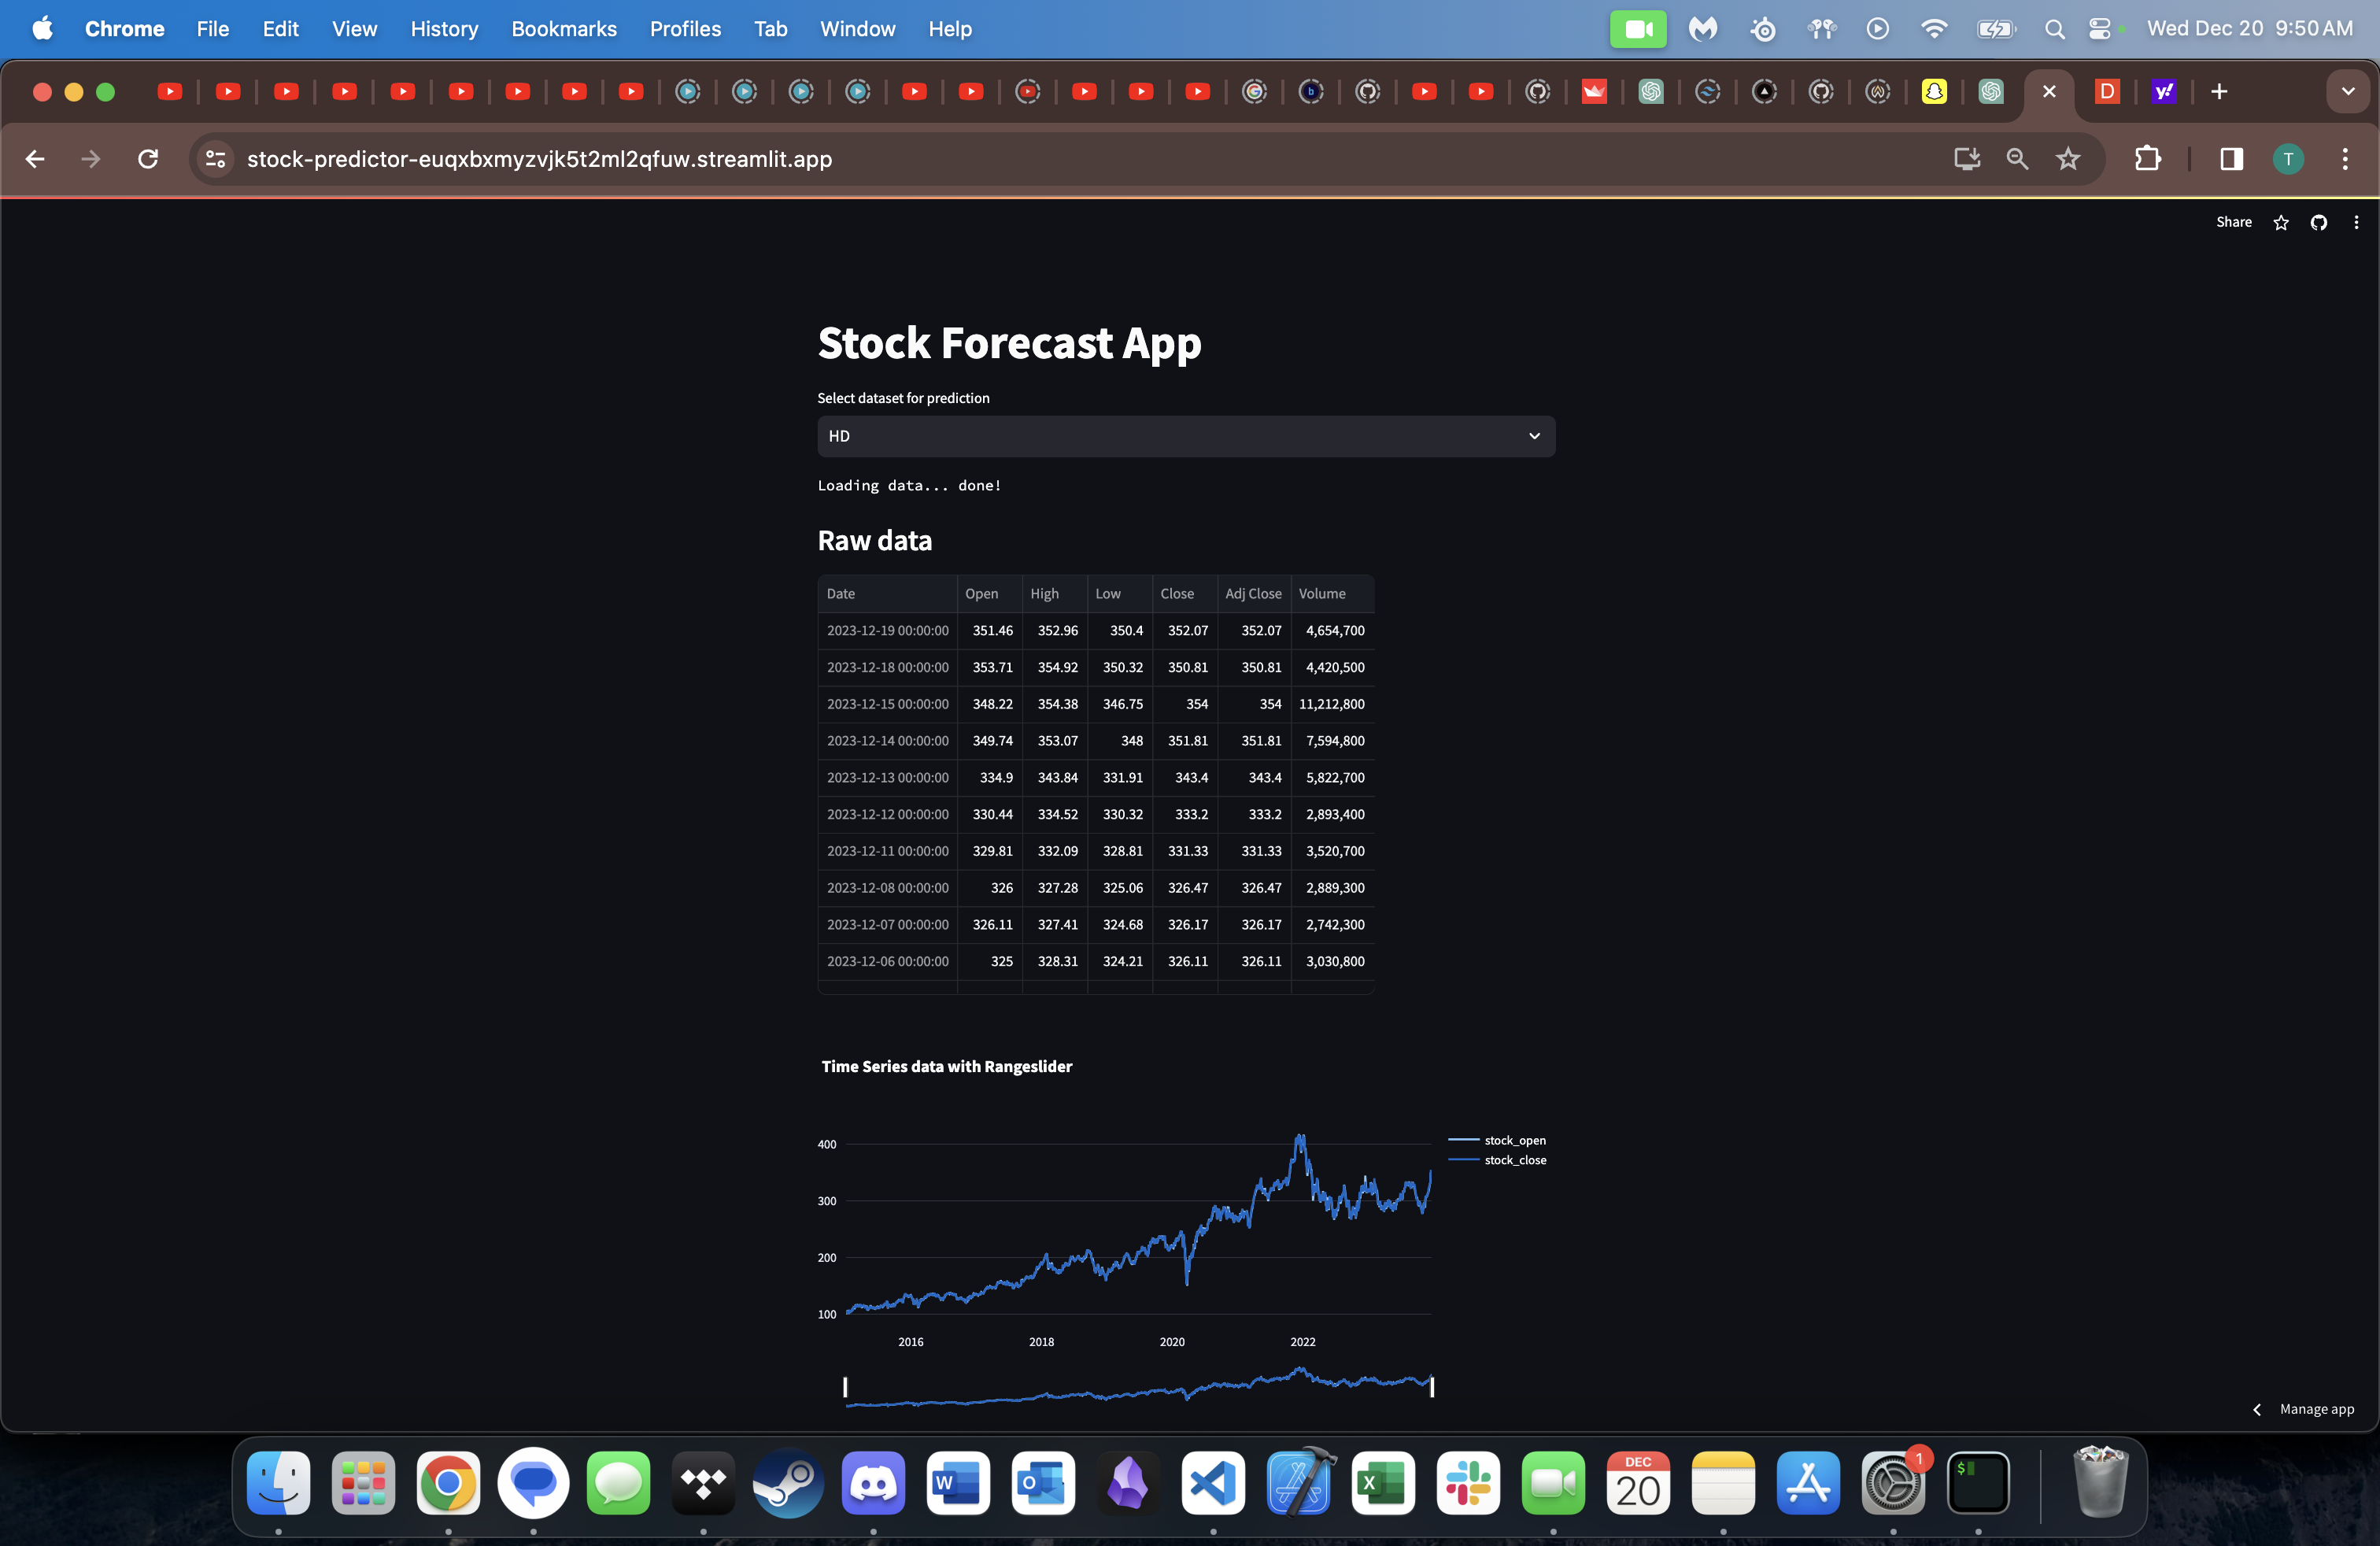 Chrome File Edit View History Bookmarks Profiles Tab Window Help Wed Dec 20 9:50 AM
stock-predictor-euqxbxmyzvjk5t2ml2qfuw.streamlit.app T
Share
Stock Forecast App
Select dataset for prediction
HD
Loading data... done!
Raw data
Date Open High Low Close Adj Close Volume
2023-12-19 00:00:00 351.46 352.96 350.4 352.07 352.07 4,654,700
2023-12-18 00:00:00 353.71 354.92 350.32 350.81 350.81 4,420,500
2023-12-15 00:00:00 348.22 354.38 346.75 354 354 11,212,800
2023-12-14 00:00:00 349.74 353.07 348 351.81 351.81 7,594,800
2023-12-13 00:00:00 334.9 343.84 331.91 343.4 343.4 5,822,700
2023-12-12 00:00:00 330.44 334.52 330.32 333.2 333.2 2,893,400
2023-12-11 00:00:00 329.81 332.09 328.81 331.33 331.33 3,520,700
2023-12-08 00:00:00 326 327.28 325.06 326.47 326.47 2,889,300
2023-12-07 00:00:00 326.11 327.41 324.68 326.17 326.17 2,742,300
2023-12-06 00:00:00 325 328.31 324.21 326.11 326.11 3,030,800
Time Series data with Rangeslider
400
300
200
100
2016 2018 2020 2022
stock_open
stock_close
Manage app
DEC
20
1